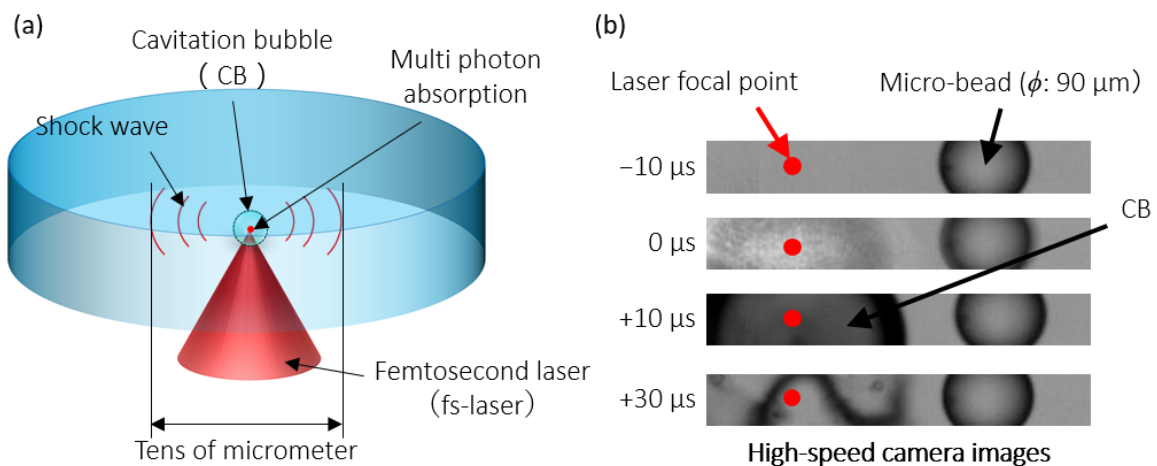 (a)
Cavitation bubble
（ CB ）
Multi photon
absorption
Shock wave
Femtosecond laser
（fs-laser）
Tens of micrometer
(b)
Laser focal point
Micro-bead (ϕ: 90 μm）
−10 μs
0 μs
CB
+10 μs
+30 μs
High-speed camera images